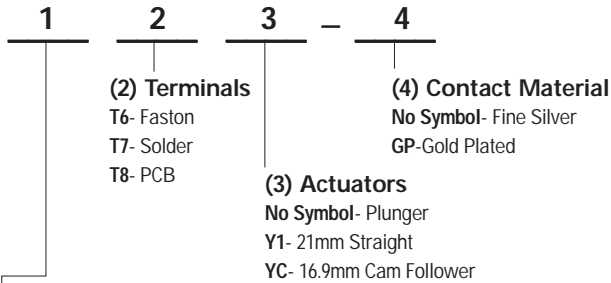 1 2 3 – 4
(2) Terminals
T6- Faston
T7- Solder
T8- PCB
(4) Contact Material
No Symbol- Fine Silver
GP-Gold Plated
(3) Actuators
No Symbol- Plunger
Y1- 21mm Straight
YC- 16.9mm Cam Follower